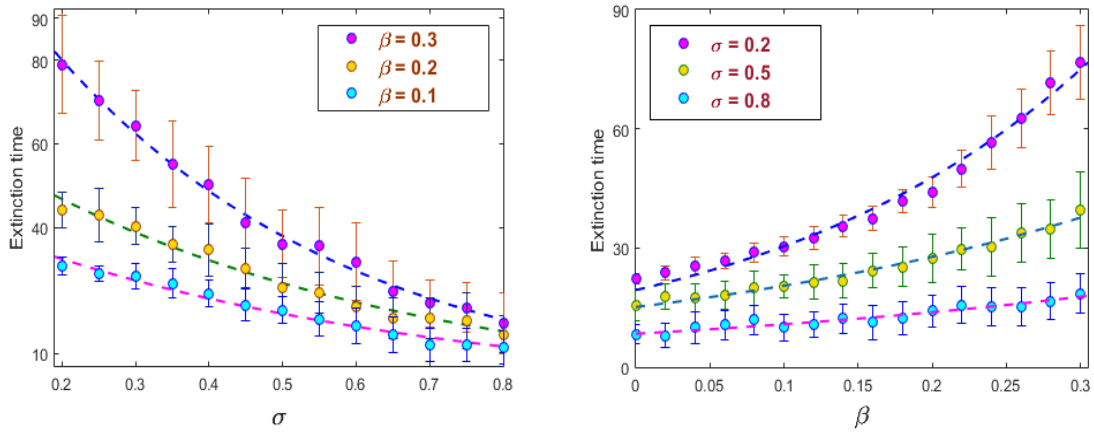 90
80
60
40
10
Extinction time
0.2 0.3 0.4 0.5 0.6 0.7 0.8
σ
β = 0.3
β = 0.2
β = 0.1
90
60
30
0
Extinction time
0 0.05 0.1 0.15 0.2 0.25 0.3
β
σ = 0.2
σ = 0.5
σ = 0.8